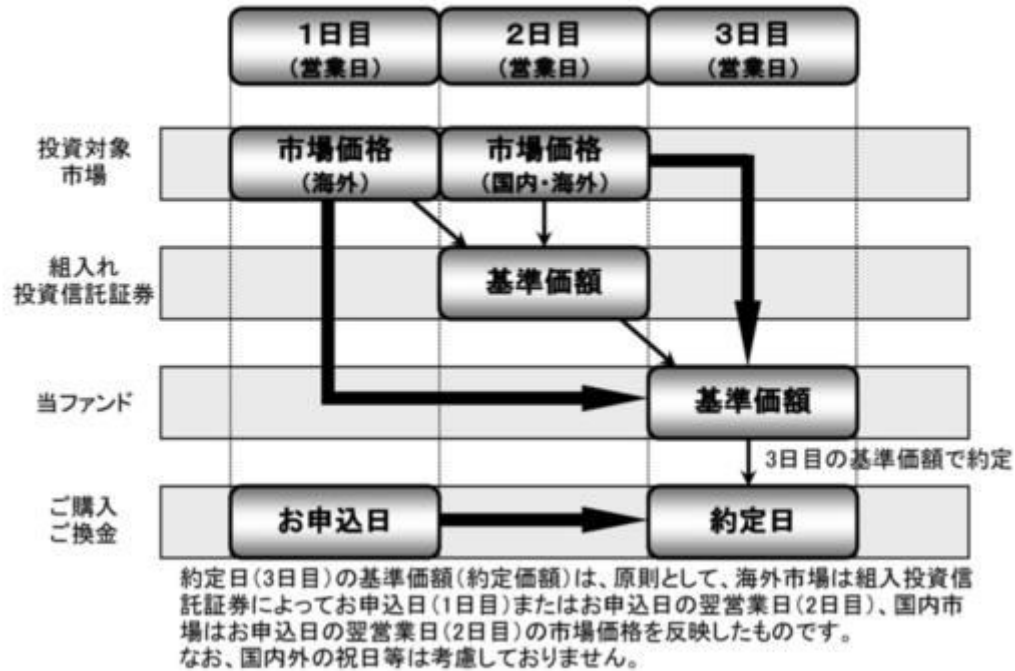 1日目
(営業日)
2日目
(営業日)
3日目
(営業日)
投資対象
市場
市場価格
(海外)
市場価格
(国内・海外)
組入れ
投資信託証券
基準価額
当ファンド
基準価額
3日目の基準価額で約定
ご購入
ご換金
お申込日
約定日
約定日(3日目)の基準価額(約定価額)は、原則として、海外市場は組入投資信
託証券によってお申込日(1日目)またはお申込日の翌営業日(2日目)、国内市
場はお申込日の翌営業日(2日目)の市場価格を反映したものです。
なお、国内外の祝日等は考慮しておりません。